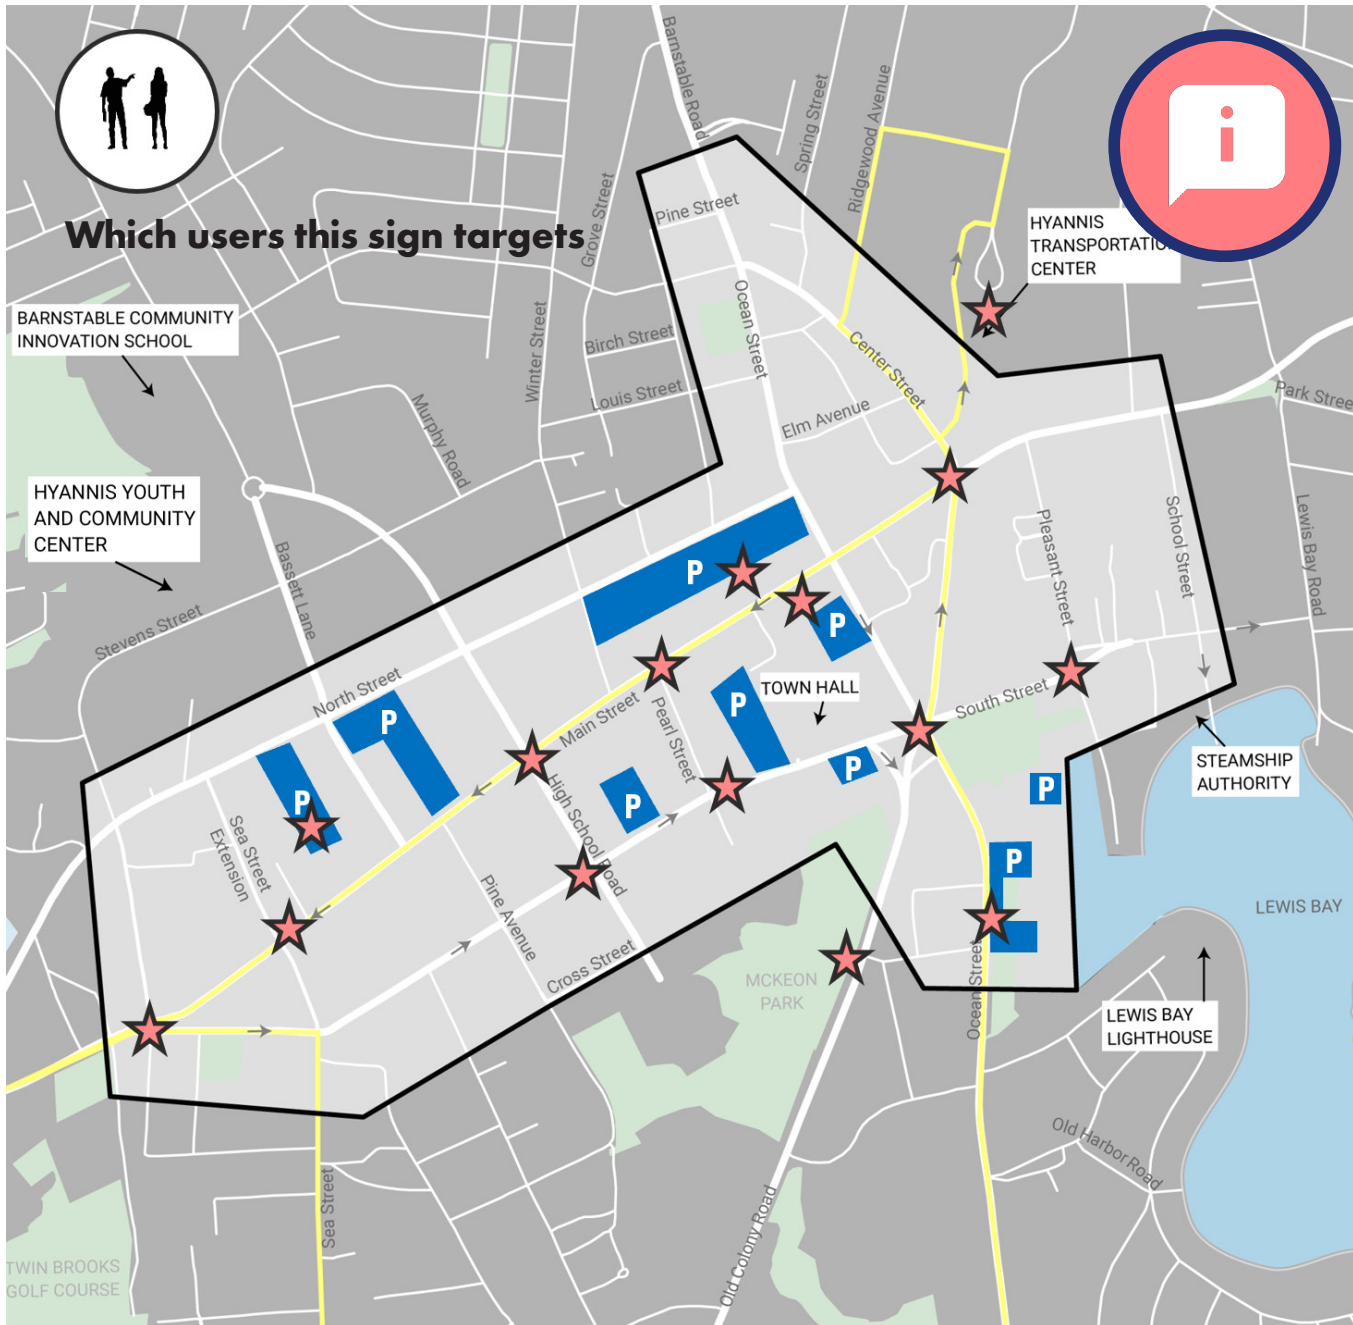 Which users this sign targets
i
HYANNIS
TRANSPORTATIO
CENTER
BARNSTABLE COMMUNITY
INNOVATION SCHOOL
HYANNIS YOUTH
AND COMMUNITY
CENTER
TOWN HALL
STEAMSHIP
AUTHORITY
LEWIS BAY
LEWIS BAY
LIGHTHOUSE
MCKEON
PARK
TWIN BROOKS
GOLF COURSE
Barnstable Road
Spring Street
Ridgewood Avenue
Grove Street
Pine Street
Ocean Street
Winter Street
Birch Street
Louis Street
Center Street
Elm Avenue
Park Stree
Murphy Road
Bassett Lane
Stevens Street
North Street
Main Street
Pearl Street
Pleasant Street
School Street
Lewis Bay Road
South Street
High School Road
Sea Street
Extension
Pine Avenue
Cross Street
Ocean Street
Old Harbor Road
Old Colony Road
Sea Street
P
P
P
P
P
P
P
P
P